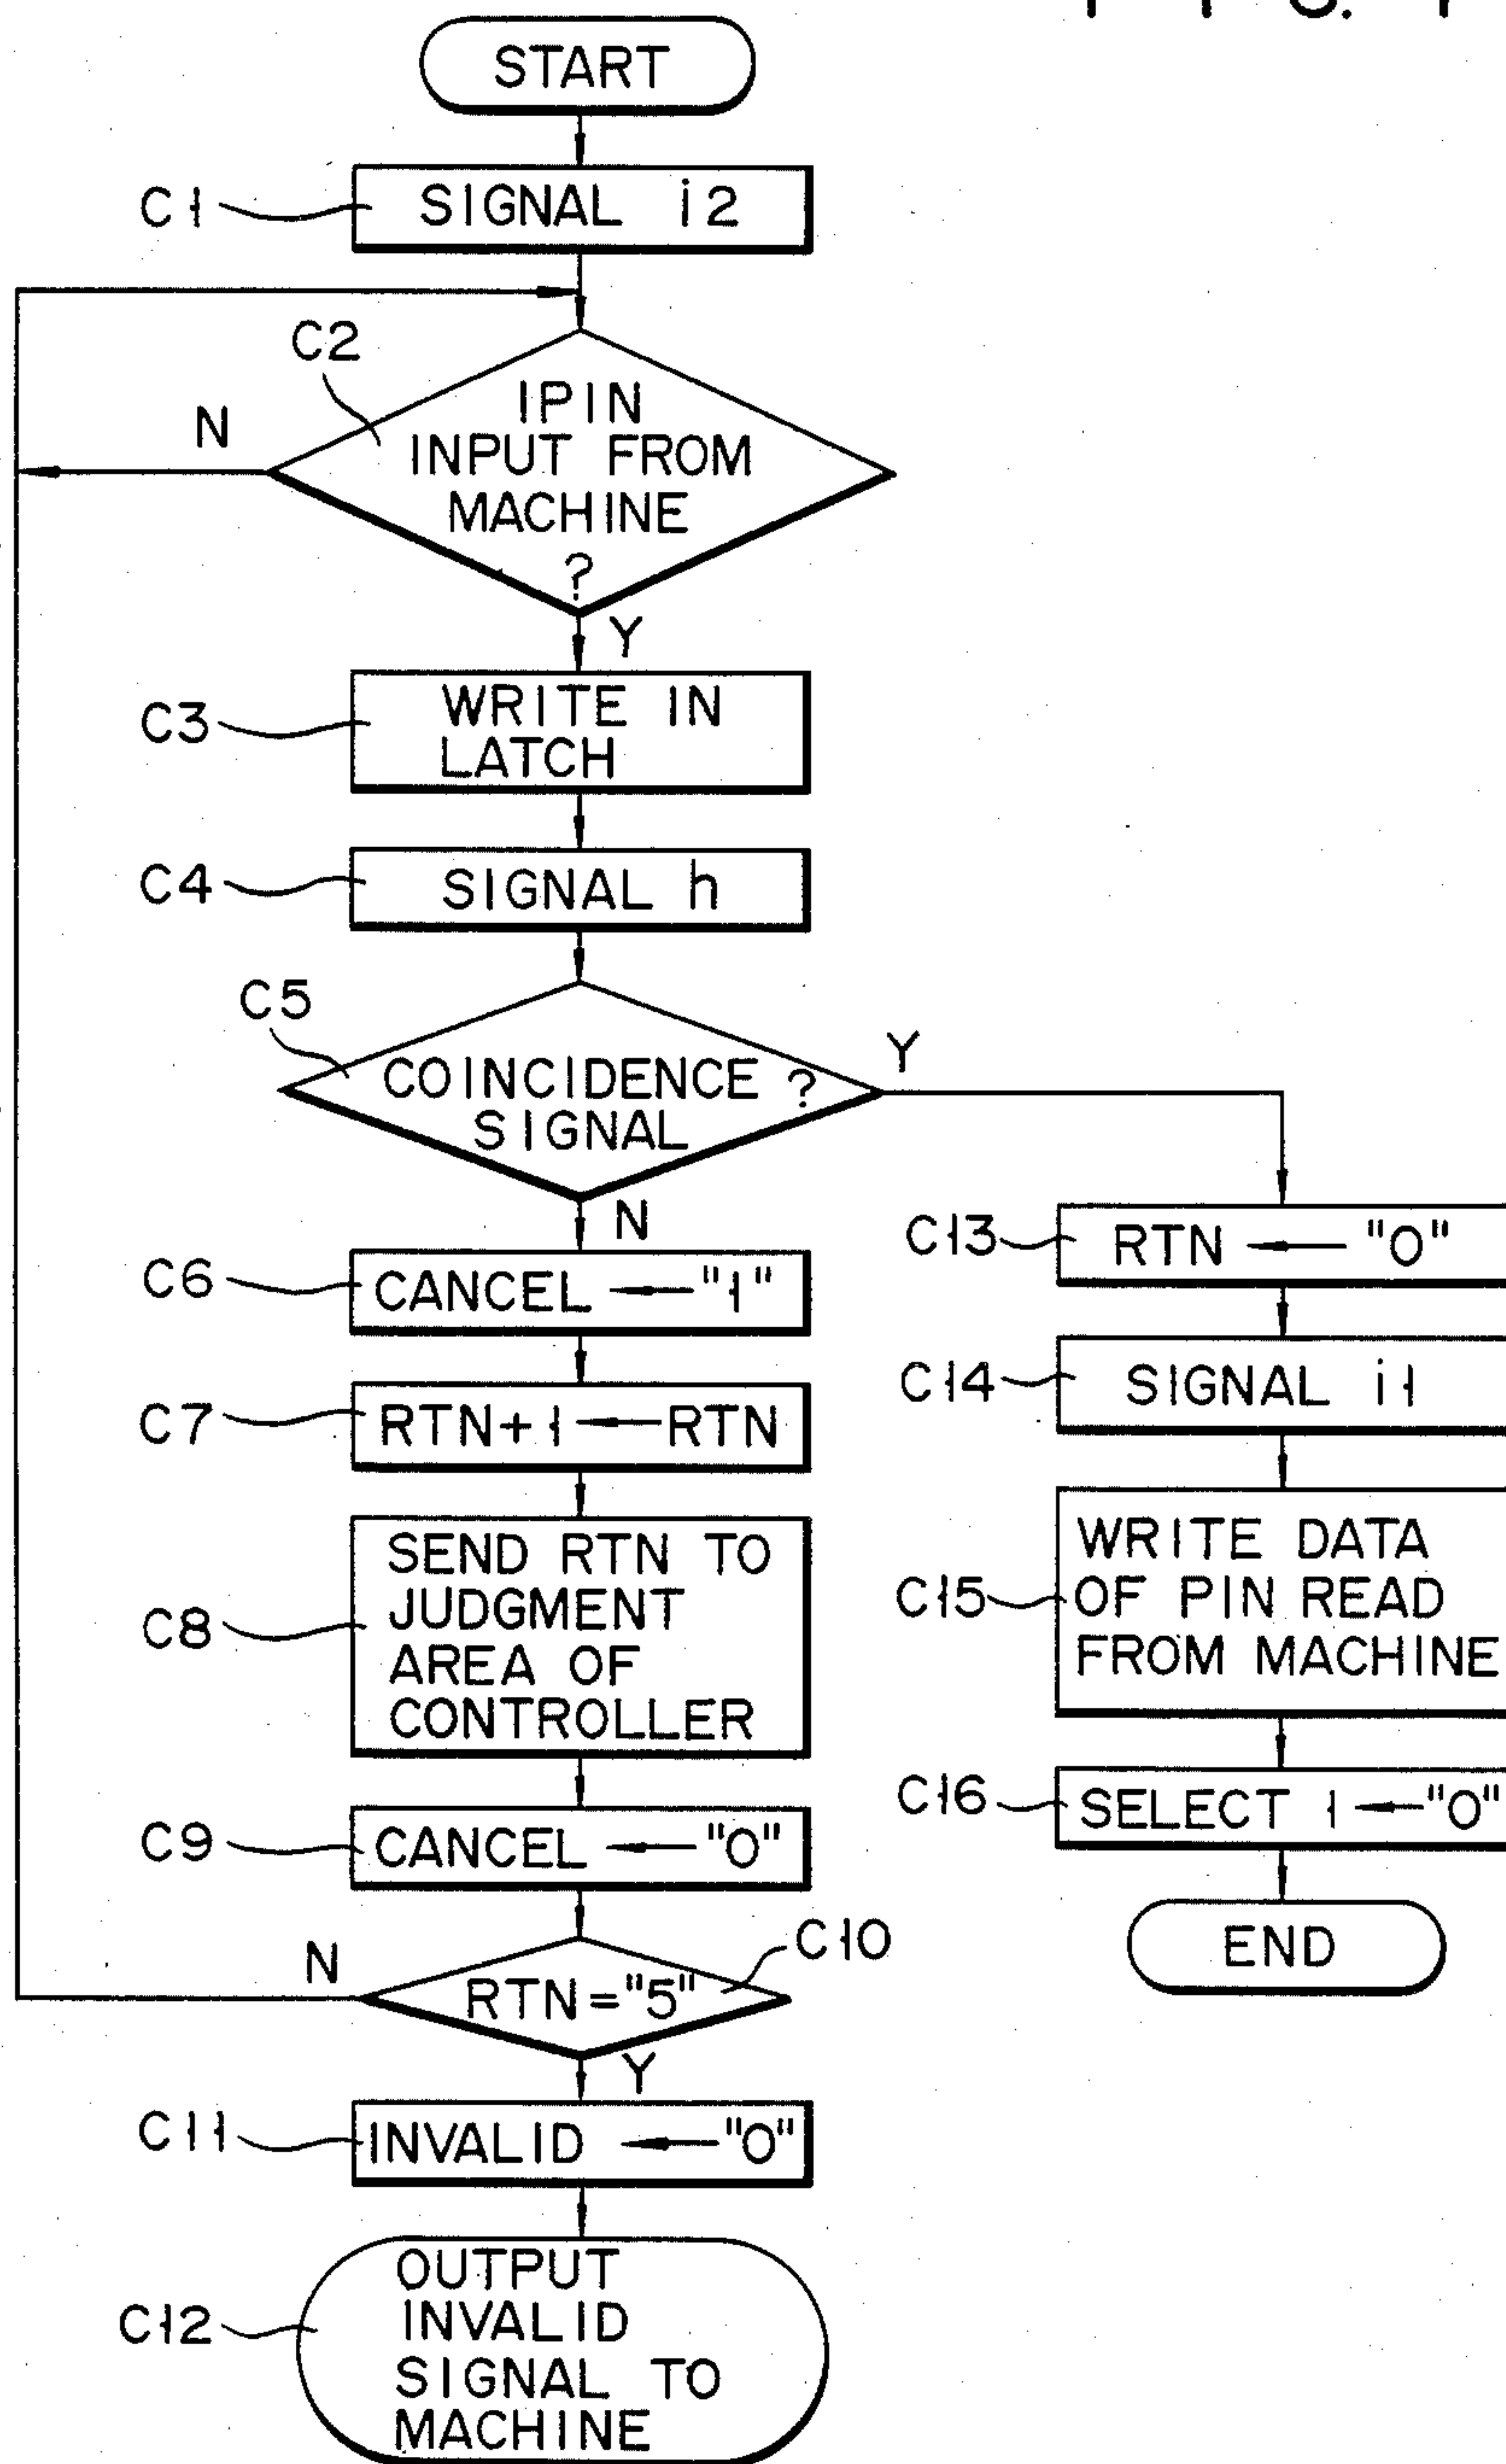 START
C1
SIGNAL i2
C2
IPIN
INPUT FROM
MACHINE
?
N
Y
C3
WRITE IN
LATCH
C4
SIGNAL h
C5
COINCIDENCE ?
SIGNAL
Y
N
C6
CANCEL ← "1"
C7
RTN+1 ← RTN
C8
SEND RTN TO
JUDGMENT
AREA OF
CONTROLLER
C9
CANCEL ← "0"
C10
RTN="5"
N
Y
C11
INVALID ← "0"
C12
OUTPUT
INVALID
SIGNAL TO
MACHINE
C13
RTN ← "0"
C14
SIGNAL i1
C15
WRITE DATA
OF PIN READ
FROM MACHINE
C16
SELECT 1 ← "0"
END